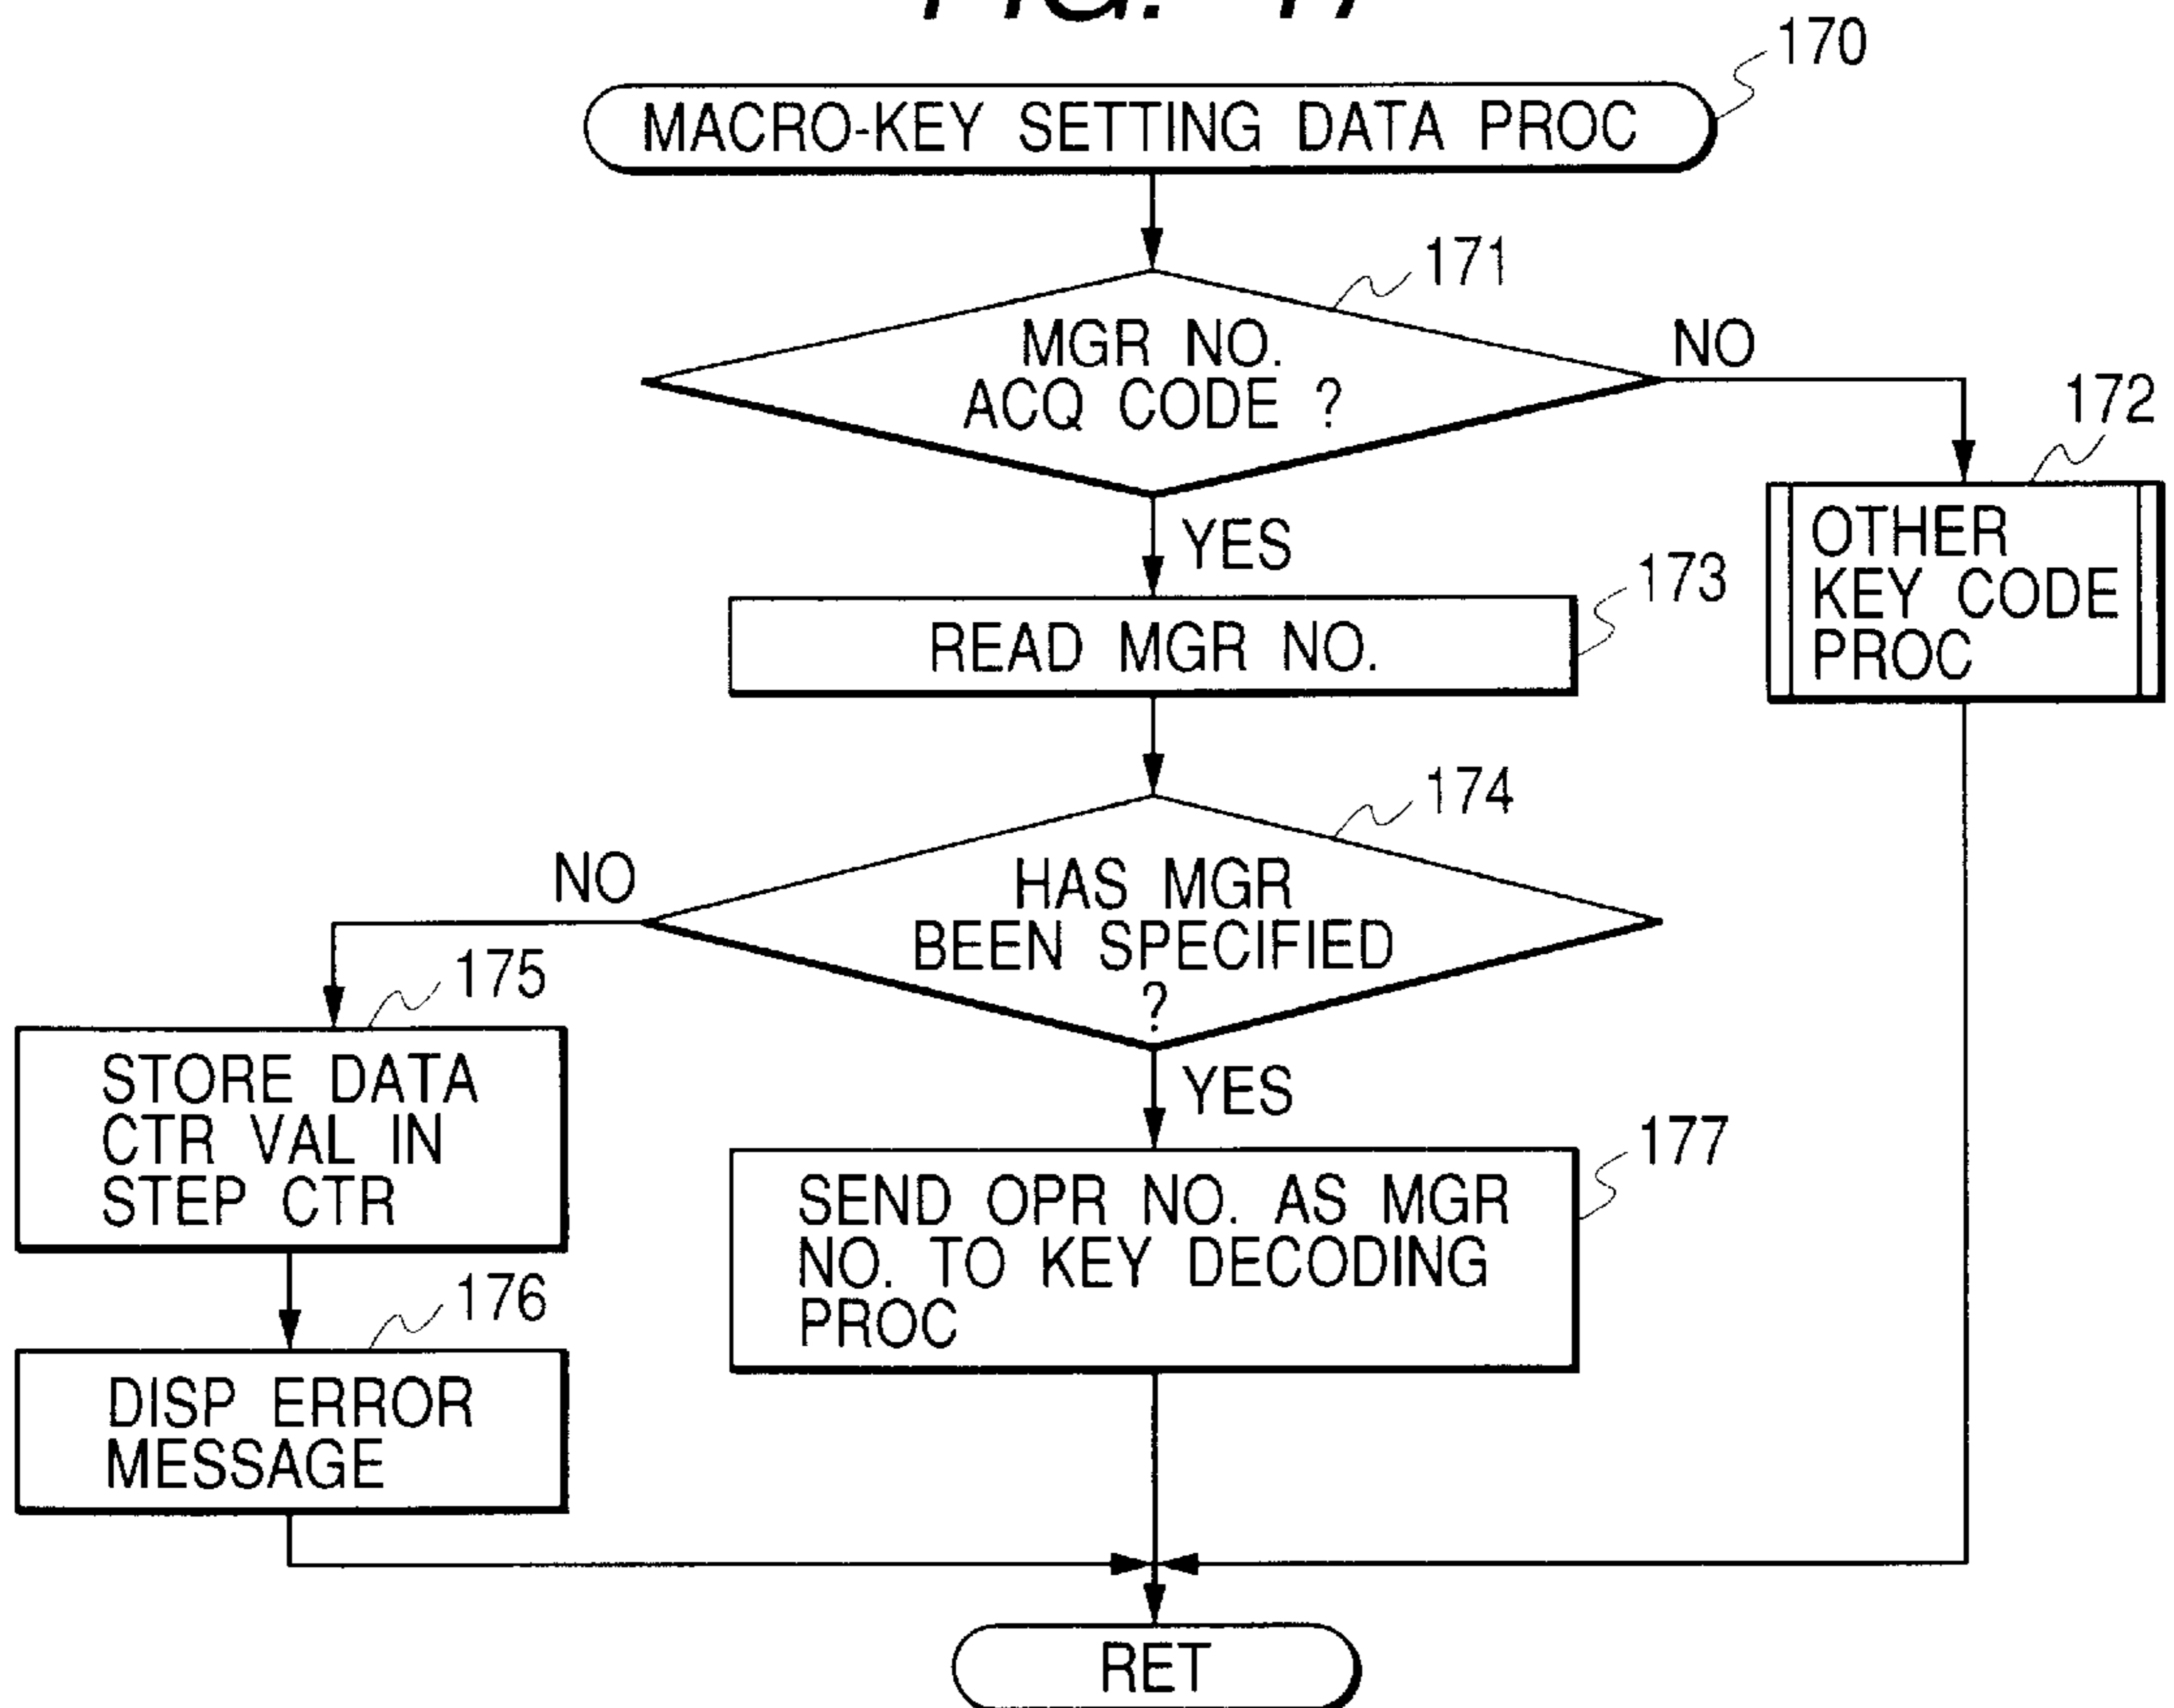 MACRO-KEY SETTING DATA PROC
170
171
MGR NO.
ACQ CODE ?
NO
172
YES
OTHER
KEY CODE
PROC
173
READ MGR NO.
174
HAS MGR
BEEN SPECIFIED
?
NO
175
STORE DATA
CTR VAL IN
STEP CTR
YES
177
SEND OPR NO. AS MGR
NO. TO KEY DECODING
PROC
176
DISP ERROR
MESSAGE
RET